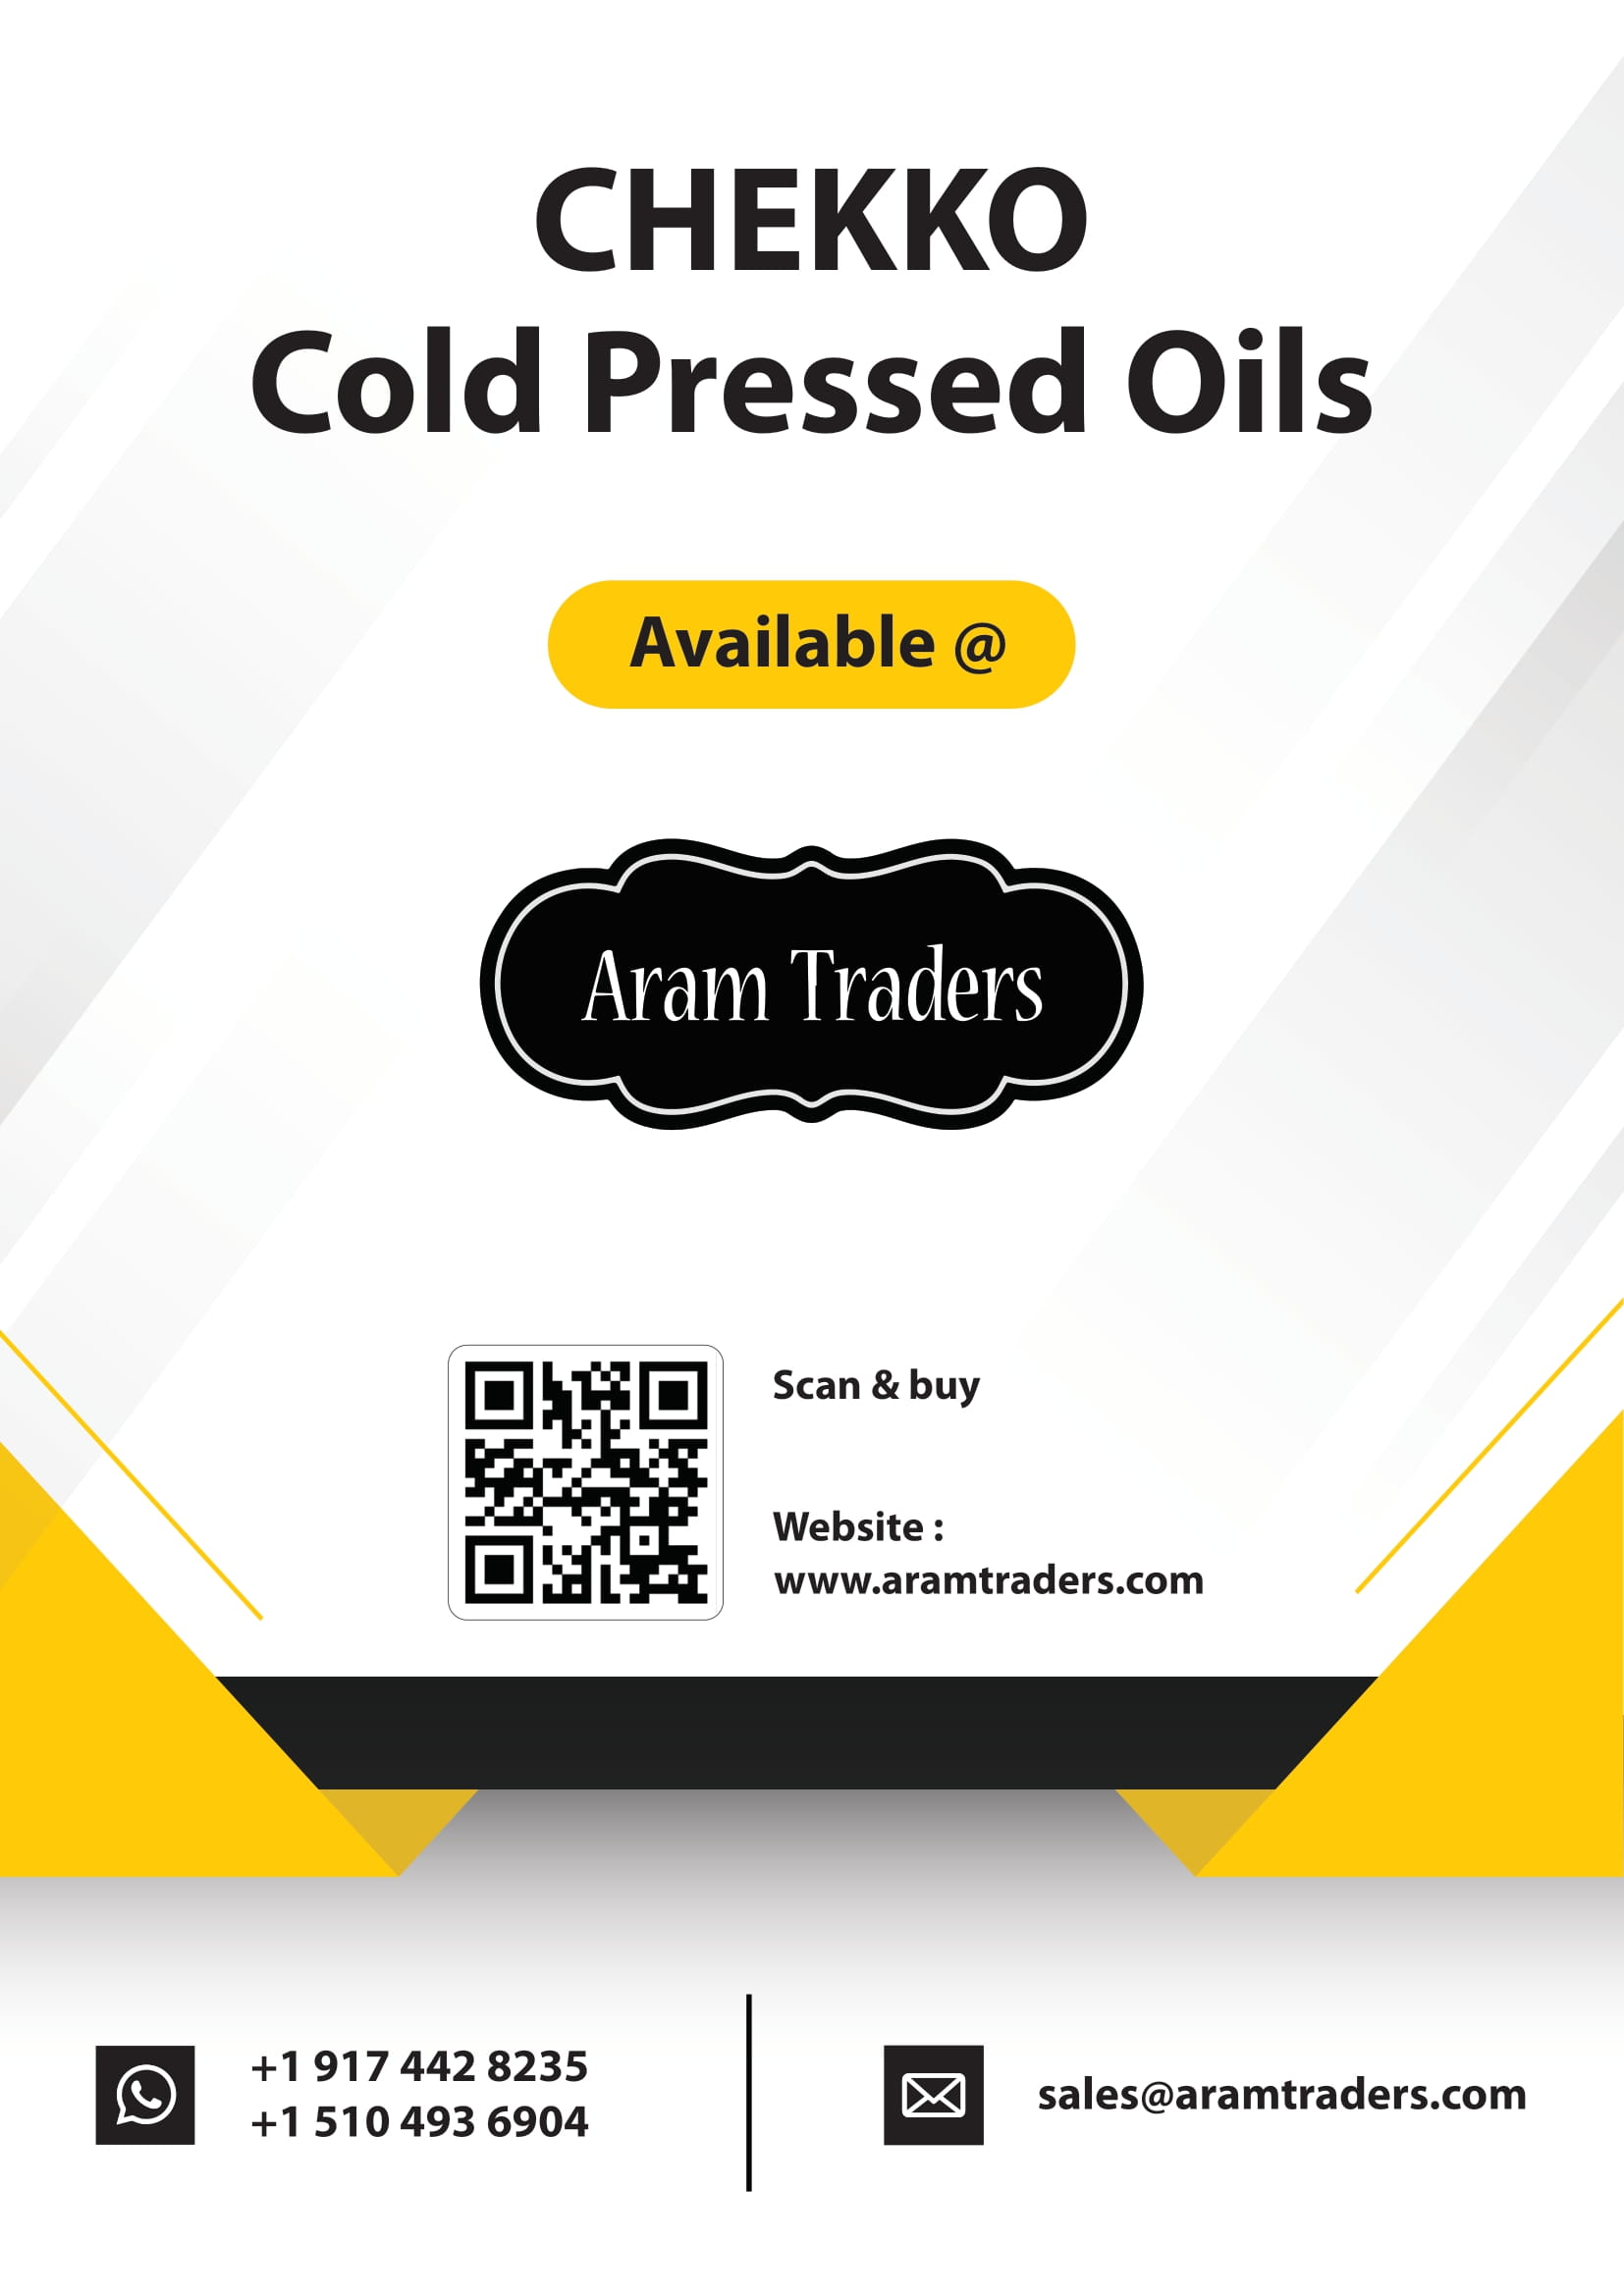 CHEKKO
Cold Pressed Oils
Available @
Aram Traders
Scan & buy
Website :
www.aramtraders.com
+1 917 442 8235
+1 510 493 6904
sales@aramtraders.com